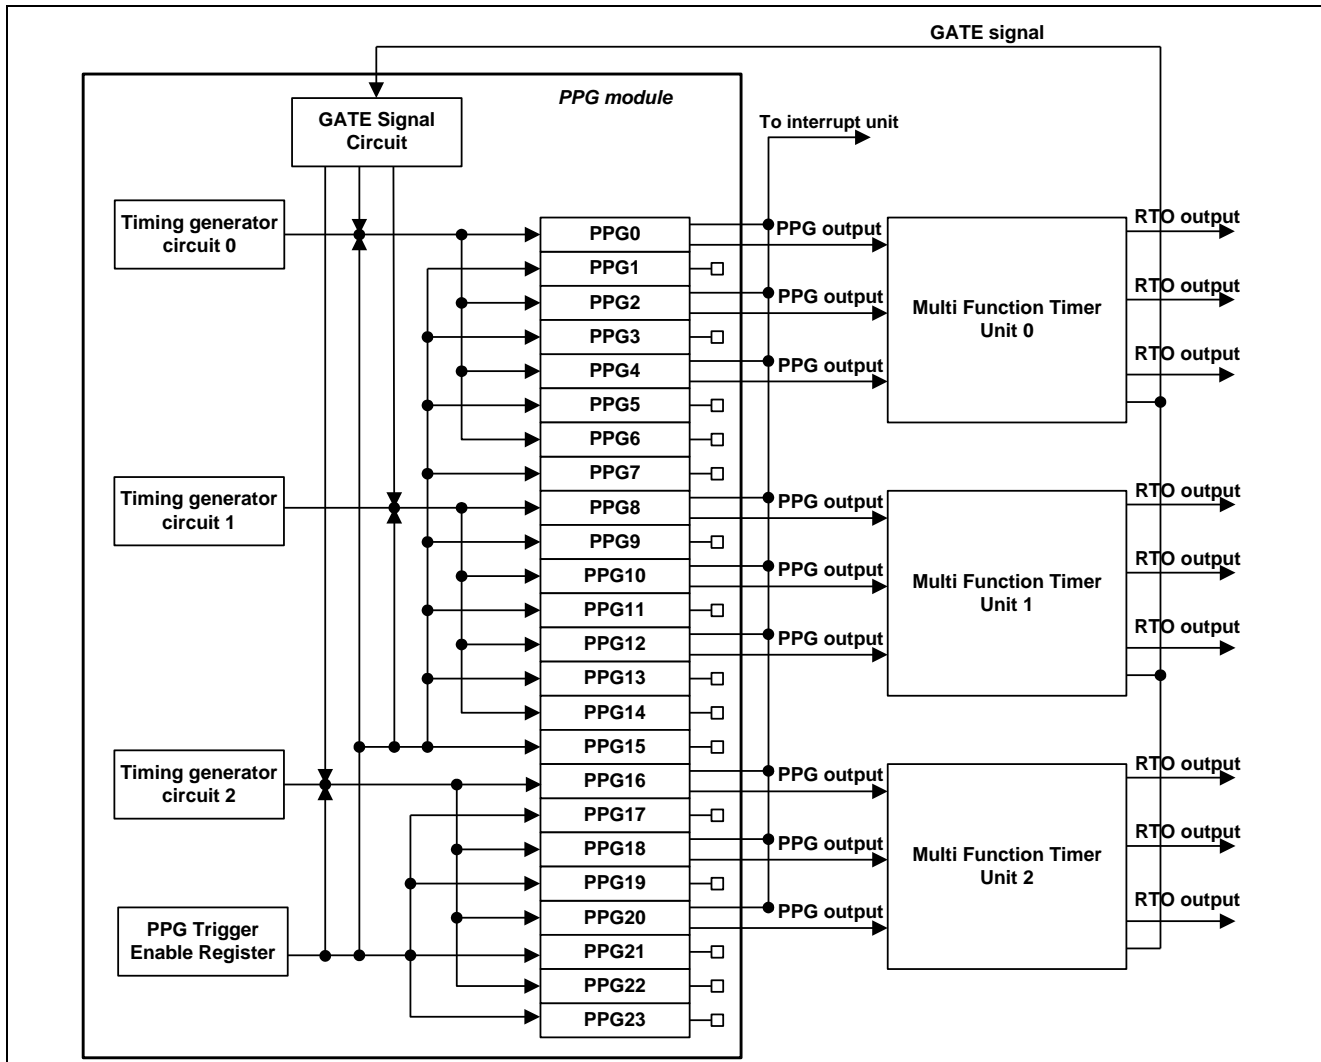 GATE signal
PPG module
GATE Signal
Circuit
To interrupt unit
Timing generator
circuit 0
PPG0
PPG1
PPG2
PPG3
PPG4
PPG5
PPG6
PPG7
PPG output
PPG output
PPG output
Multi Function Timer
Unit 0
RTO output
RTO output
RTO output
Timing generator
circuit 1
PPG8
PPG9
PPG10
PPG11
PPG12
PPG13
PPG14
PPG15
PPG output
PPG output
PPG output
Multi Function Timer
Unit 1
RTO output
RTO output
RTO output
Timing generator
circuit 2
PPG Trigger
Enable Register
PPG16
PPG17
PPG18
PPG19
PPG20
PPG21
PPG22
PPG23
PPG output
PPG output
PPG output
Multi Function Timer
Unit 2
RTO output
RTO output
RTO output